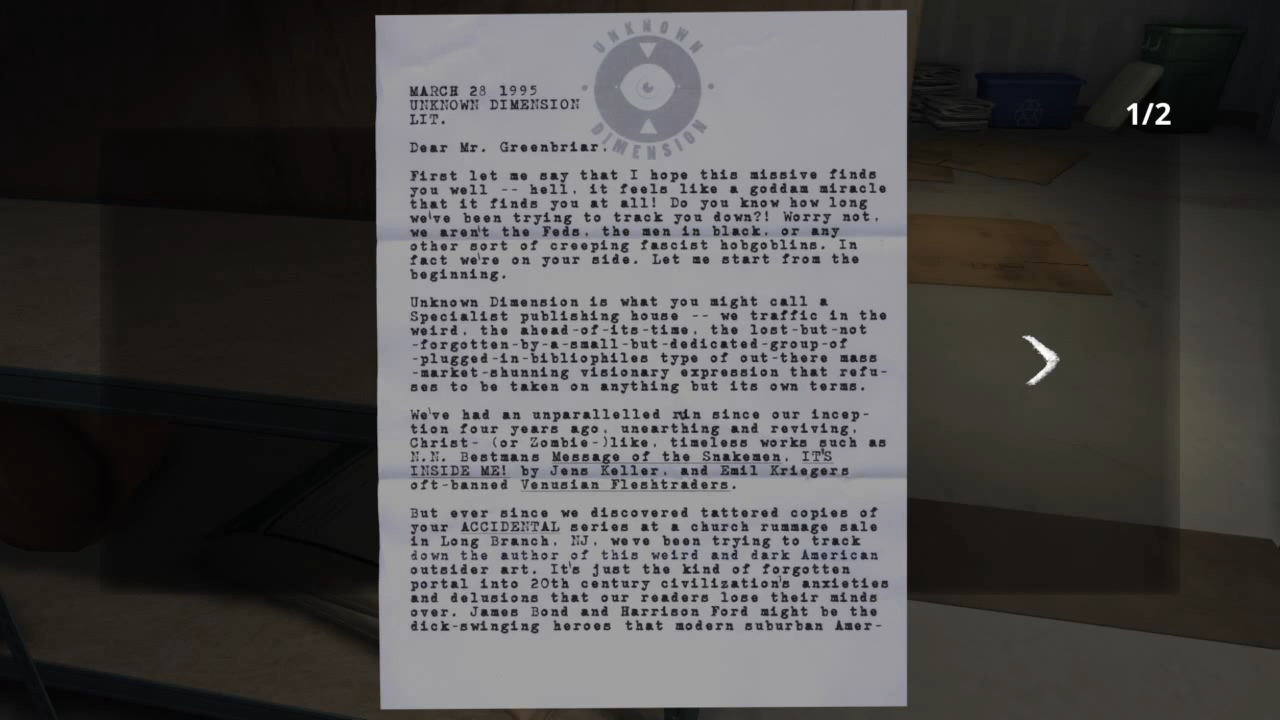 UNKNOWN
DIMENSION
1/2
MARCH 28 1995
UNKNOWN DIMENSION
LIT.
Dear Mr. Greenbriar,
First let me say that I hope this missive finds
you well -- hell, it feels like a goddam miracle
that it finds you at all! Do you know how long
we've been trying to track you down?! Worry not,
we aren't the Feds, the men in black, or any
other sort of creeping fascist hobgoblins. In
fact we're on your side. Let me start from the
beginning.
Unknown Dimension is what you might call a
Specialist publishing house -- we traffic in the
weird, the ahead-of-its-time, the lost-but-not
-forgotten-by-a-small-but-dedicated-group-of
-plugged-in-bibliophiles type of out-there mass
-market-shunning visionary expression that refu-
ses to be taken on anything but its own terms.
We've had an unparallelled run since our incep-
tion four years ago, unearthing and reviving,
Christ- (or Zombie-)like, timeless works such as
N.N. Bestmans Message of the Snakemen, IT'S
INSIDE ME! by Jens Keller, and Emil Kriegers
oft-banned Venusian Fleshtraders.
But ever since we discovered tattered copies of
your ACCIDENTAL series at a church rummage sale
in Long Branch, NJ, weve been trying to track
down the author of this weird and dark American
outsider art. It's just the kind of forgotten
portal into 20th century civilization's anxieties
and delusions that our readers lose their minds
over. James Bond and Harrison Ford might be the
dick-swinging heroes that modern suburban Amer-